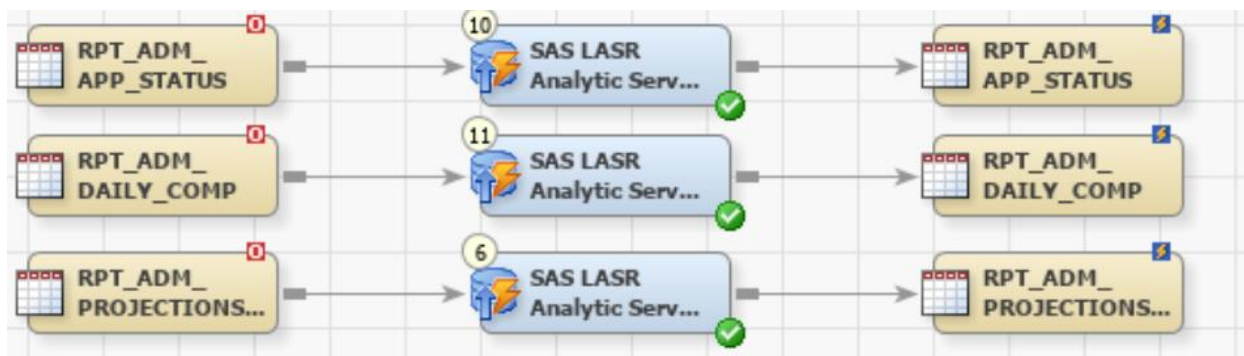 10
RPT_ADM_
APP_STATUS
SAS LASR
Analytic Serv...
RPT_ADM_
APP_STATUS
11
RPT_ADM_
DAILY_COMP
SAS LASR
Analytic Serv...
RPT_ADM_
DAILY_COMP
6
RPT_ADM_
PROJECTIONS...
SAS LASR
Analytic Serv...
RPT_ADM_
PROJECTIONS...